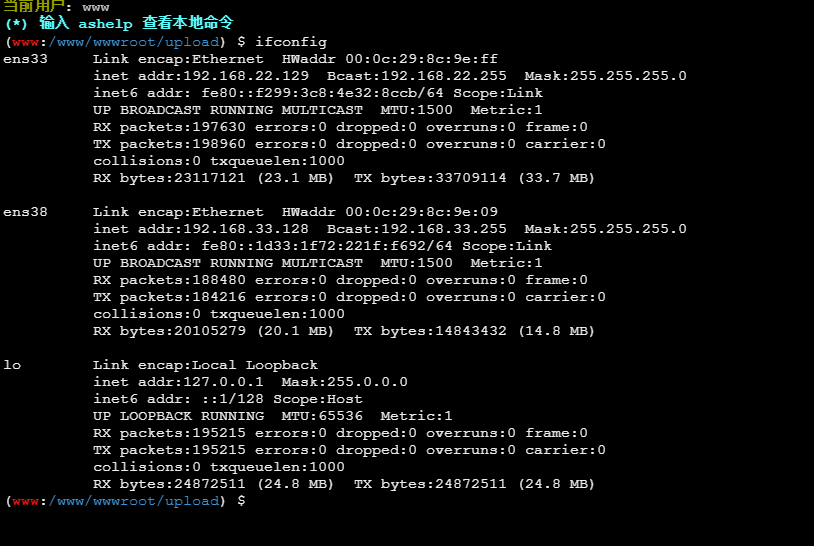 当前用户: www
(*) 输入 ashelp 查看本地命令
(www:/www/wwwroot/upload) $ ifconfig
ens33     Link encap:Ethernet  HWaddr 00:0c:29:8c:9e:ff
          inet addr:192.168.22.129  Bcast:192.168.22.255  Mask:255.255.255.0
          inet6 addr: fe80::f299:3c8:4e32:8ccb/64 Scope:Link
          UP BROADCAST RUNNING MULTICAST  MTU:1500  Metric:1
          RX packets:197630 errors:0 dropped:0 overruns:0 frame:0
          TX packets:198960 errors:0 dropped:0 overruns:0 carrier:0
          collisions:0 txqueuelen:1000
          RX bytes:23117121 (23.1 MB)  TX bytes:33709114 (33.7 MB)

ens38     Link encap:Ethernet  HWaddr 00:0c:29:8c:9e:09
          inet addr:192.168.33.128  Bcast:192.168.33.255  Mask:255.255.255.0
          inet6 addr: fe80::1d33:1f72:221f:f692/64 Scope:Link
          UP BROADCAST RUNNING MULTICAST  MTU:1500  Metric:1
          RX packets:188480 errors:0 dropped:0 overruns:0 frame:0
          TX packets:184216 errors:0 dropped:0 overruns:0 carrier:0
          collisions:0 txqueuelen:1000
          RX bytes:20105279 (20.1 MB)  TX bytes:14843432 (14.8 MB)

lo        Link encap:Local Loopback
          inet addr:127.0.0.1  Mask:255.0.0.0
          inet6 addr: ::1/128 Scope:Host
          UP LOOPBACK RUNNING  MTU:65536  Metric:1
          RX packets:195215 errors:0 dropped:0 overruns:0 frame:0
          TX packets:195215 errors:0 dropped:0 overruns:0 carrier:0
          collisions:0 txqueuelen:1000
          RX bytes:24872511 (24.8 MB)  TX bytes:24872511 (24.8 MB)
(www:/www/wwwroot/upload) $